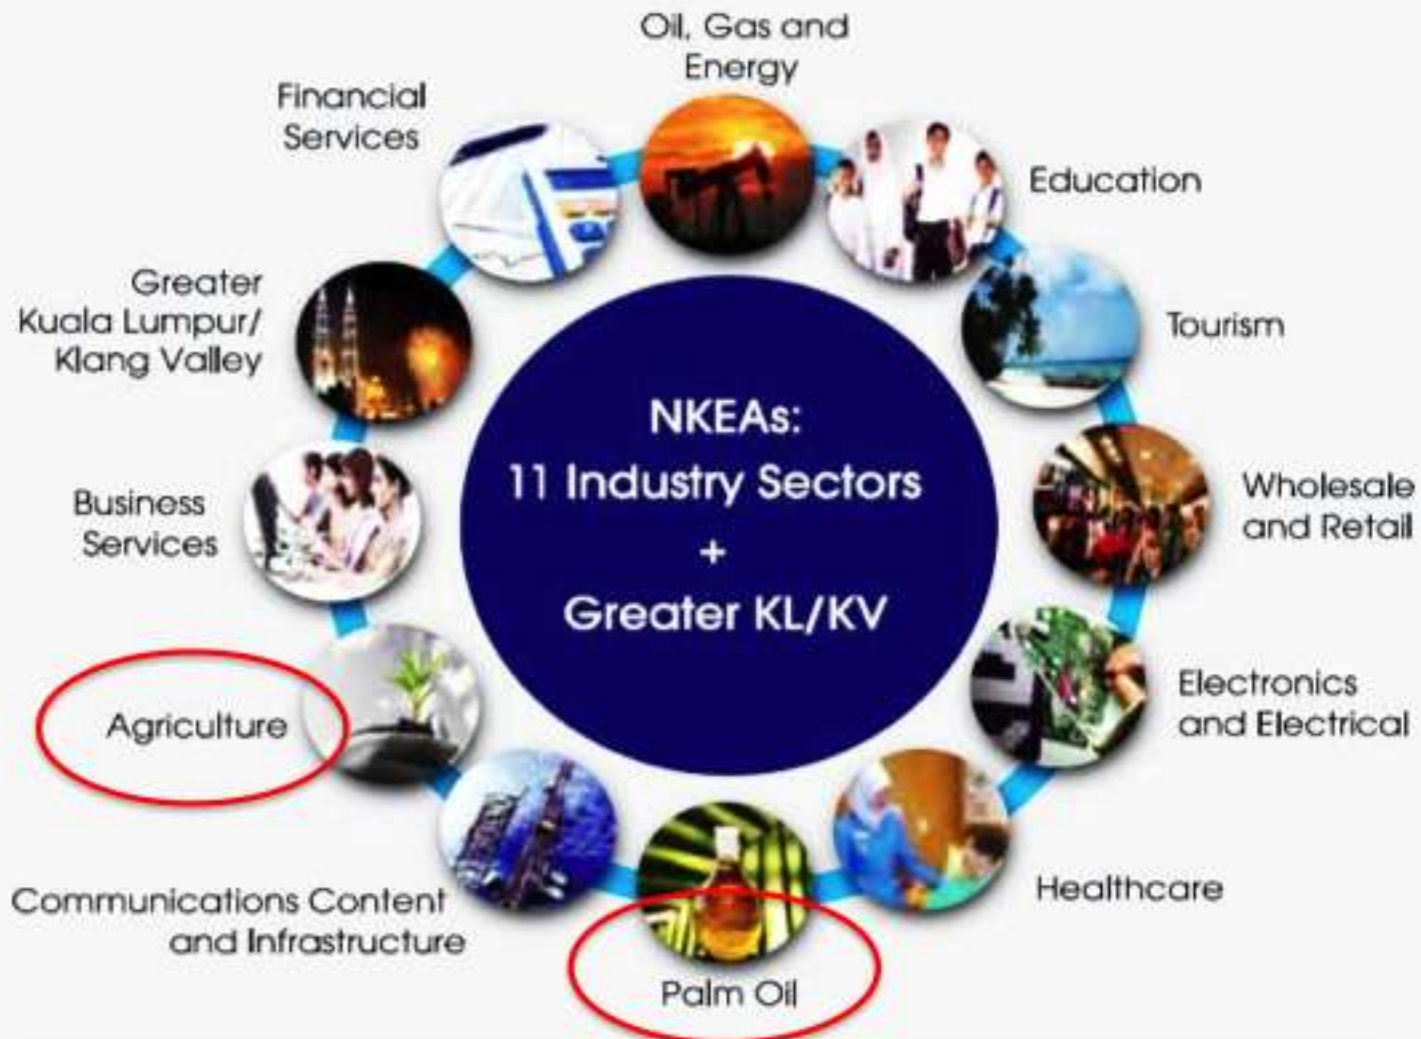 Oil, Gas and
Energy
Financial
Services
Education
Greater
Kuala Lumpur/
Klang Valley
Tourism
NKEAs:
11 Industry Sectors
+
Greater KL/KV
Business
Services
Wholesale
and Retail
Agriculture
Electronics
and Electrical
Communications Content
and Infrastructure
Healthcare
Palm Oil